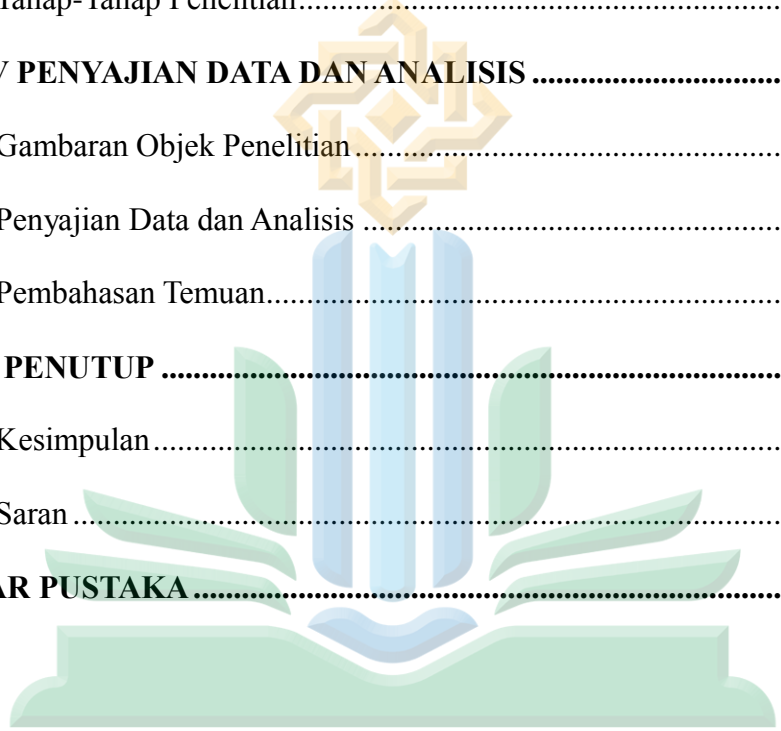 Tahap-Tahap Penelitian................................................................
PENYAJIAN DATA DAN ANALISIS ...............................
Gambaran Objek Penelitian.....................................................
Penyajian Data dan Analisis ....................................................
Pembahasan Temuan................................................................
PENUTUP .............................................................................
Kesimpulan..............................................................................
Saran ........................................................................................
AR PUSTAKA.........................................................................